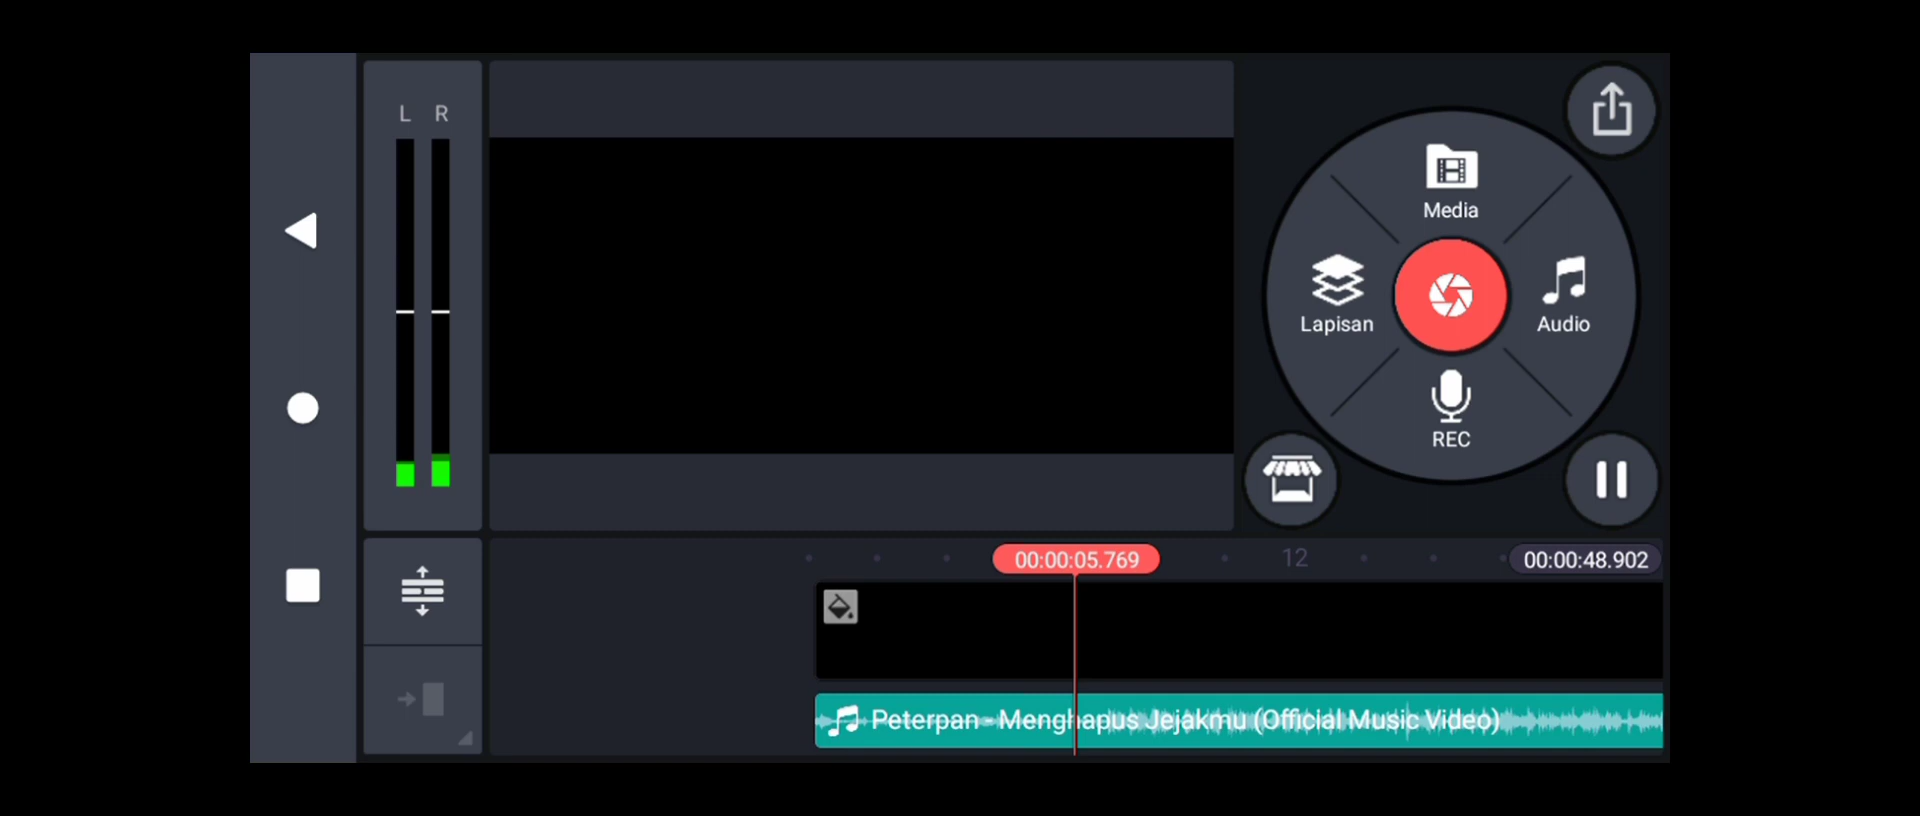 L R
Media
Lapisan
Audio
REC
00:00:05.769
12
00:00:48.902
Peterpan - Menghapus Jejakmu (Official Music Video)